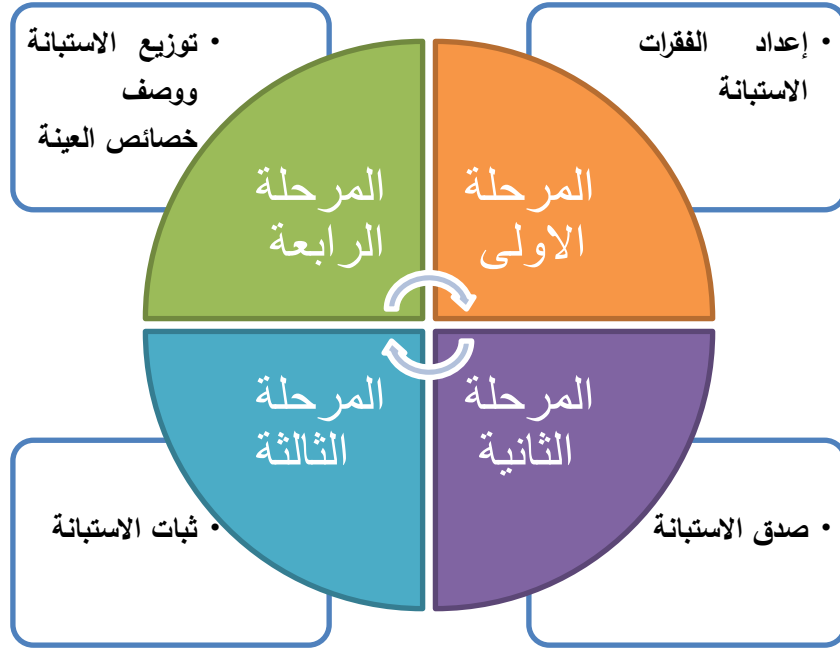 • إعداد الفقرات
الاستبانة
المرحلة
الاولى
• توزيع الاستبانة
ووصف
خصائص العينة
المرحلة
الرابعة
المرحلة
الثانية
• صدق الاستبانة
المرحلة
الثالثة
• ثبات الاستبانة